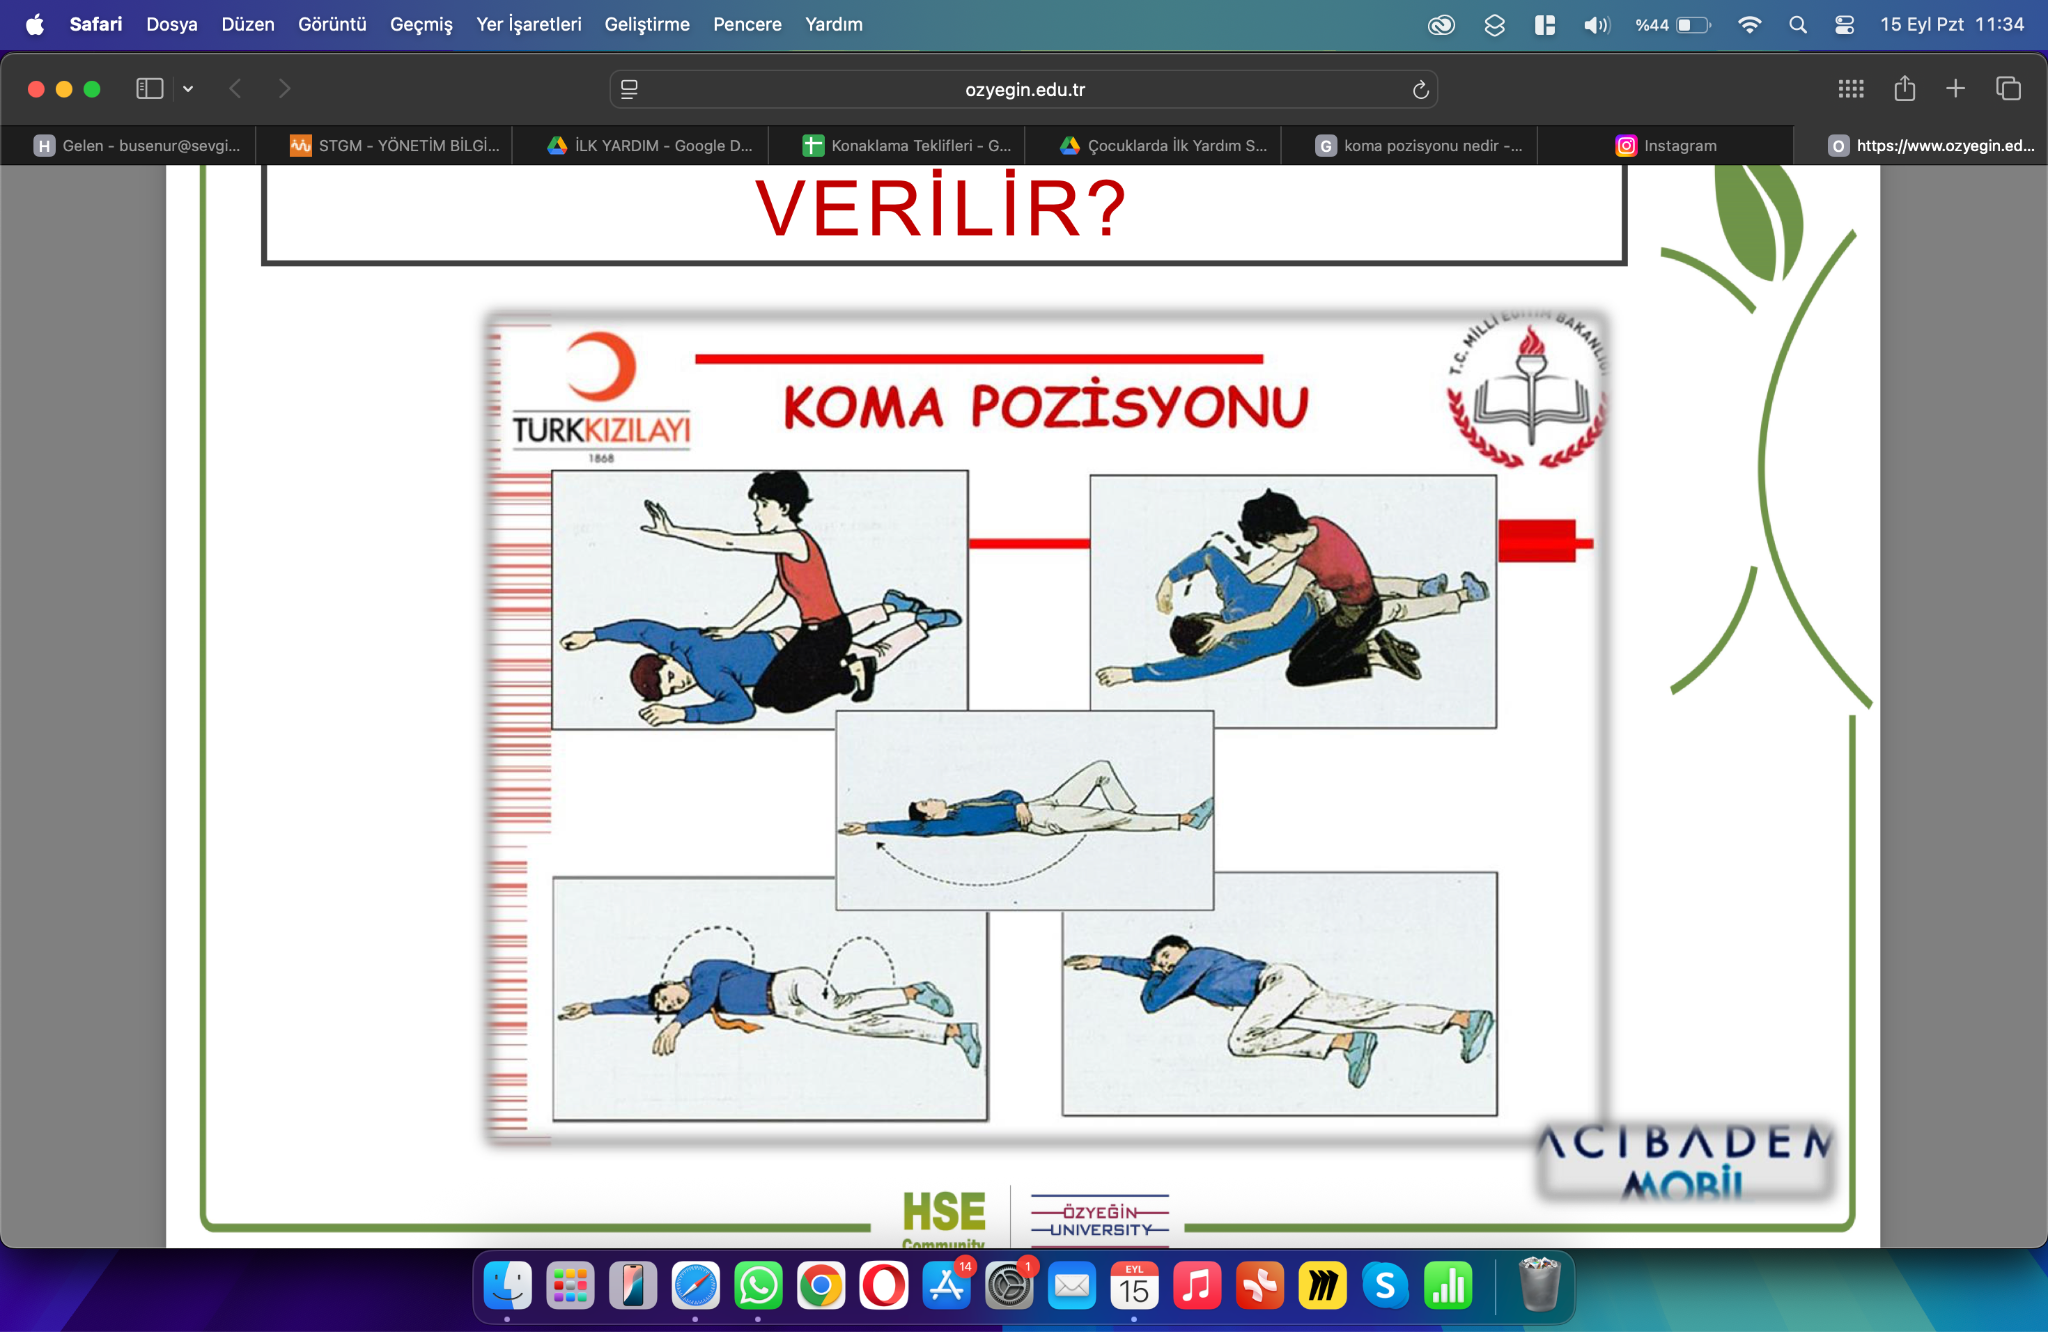 Safari Dosya Düzen Görüntü Geçmiş Yer İşaretleri Geliştirme Pencere Yardım %44 15 Eyl Pzt 11:34
ozyegin.edu.tr
H Gelen - busenur@sevgi... STGM - YÖNETİM BİLGİ... İLK YARDIM - Google D... Konaklama Teklifleri - G... Çocuklarda İlk Yardım S... G koma pozisyonu nedir -... Instagram O https://www.ozyegin.ed...
VERİLİR?
T.C. MİLLİ EĞİTİM BAKANLIĞI
KOMA POZİSYONU
TÜRKKIZILAYI
1868
ACIBADEM
MOBİL
HSE
Community
ÖZYEĞİN
UNIVERSITY
14
1
EYL
15